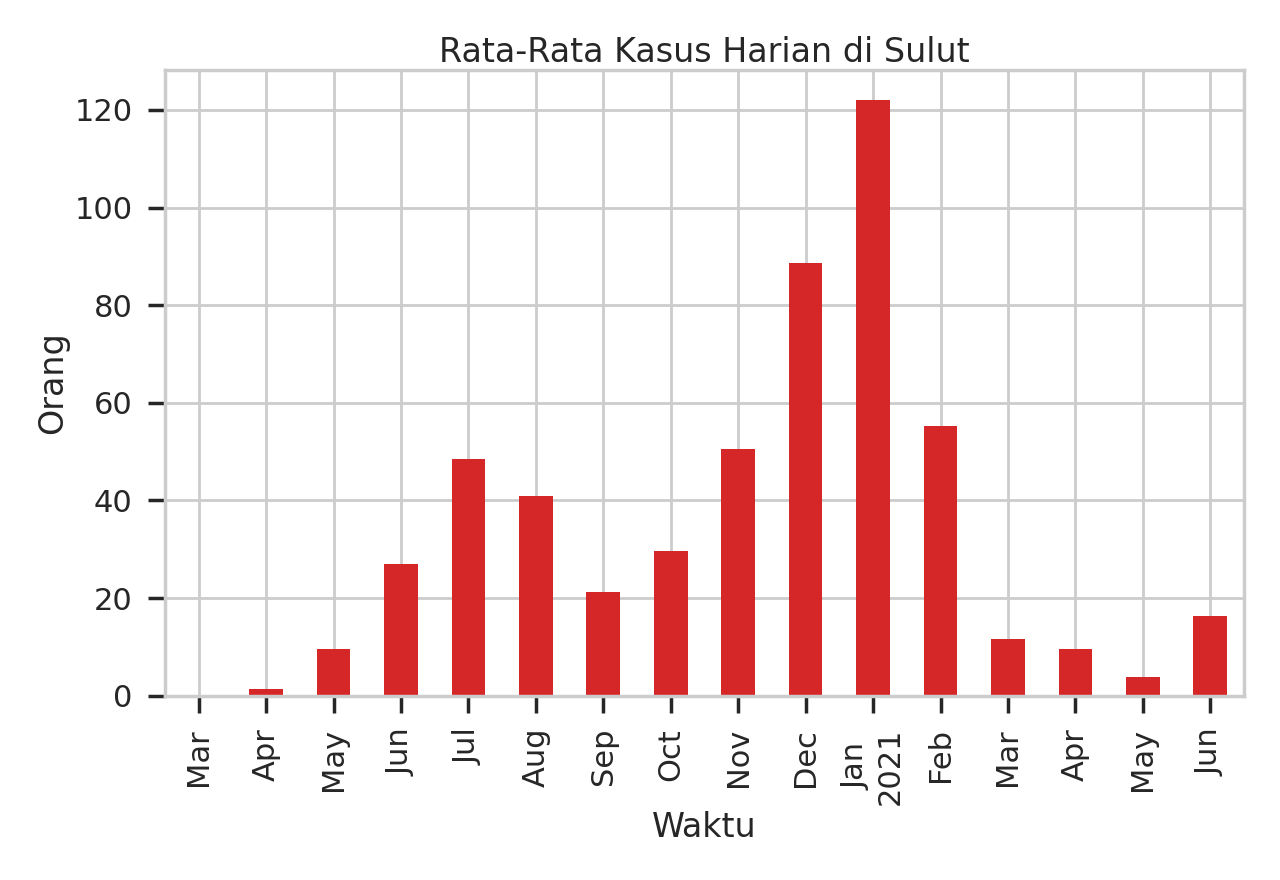 Rata-Rata Kasus Harian di Sulut
120
100
80
60
40
20
0
Orang
Mar
Apr
May
Jun
Jul
Aug
Sep
Oct
Nov
Dec
Jan
2021
Feb
Mar
Apr
May
Jun
Waktu